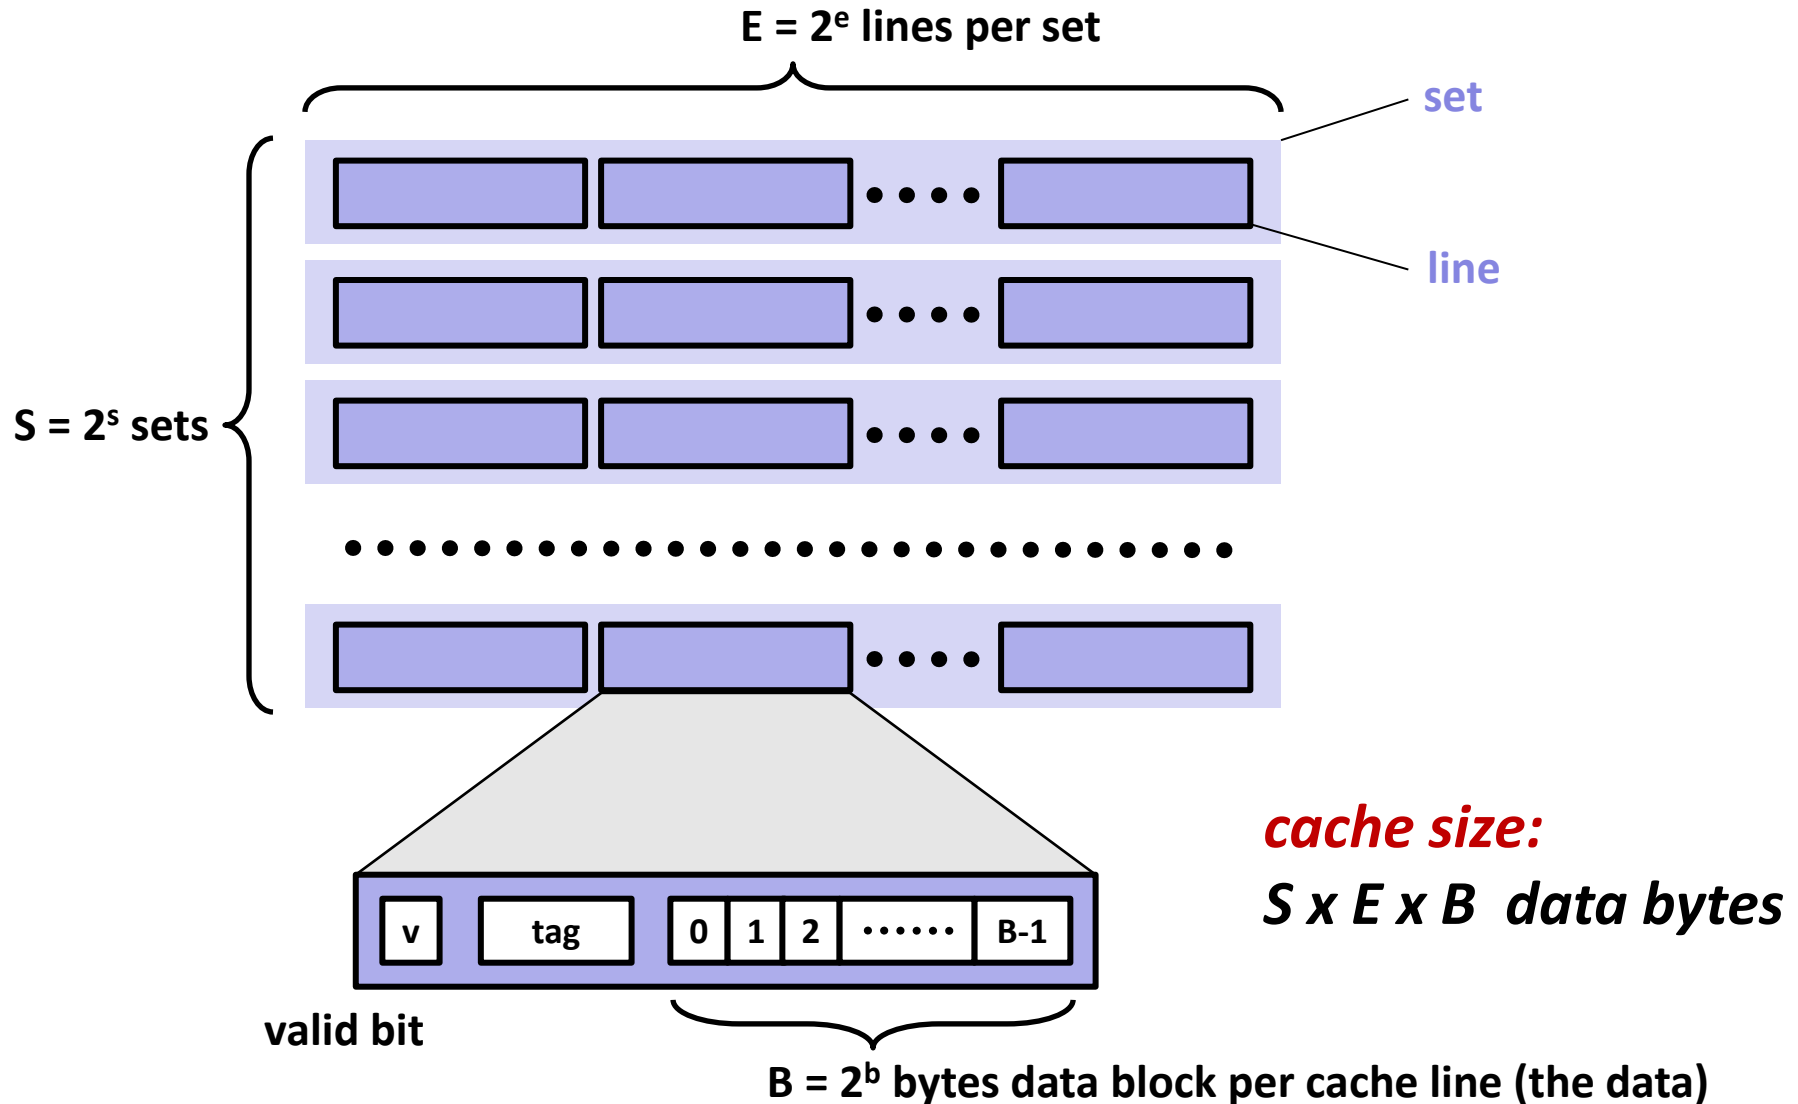 E = 2ᵉ lines per set
set
line
S = 2ˢ sets
cache size:
S x E x B data bytes
v tag 0 1 2 •••••• B-1
valid bit
B = 2ᵇ bytes data block per cache line (the data)